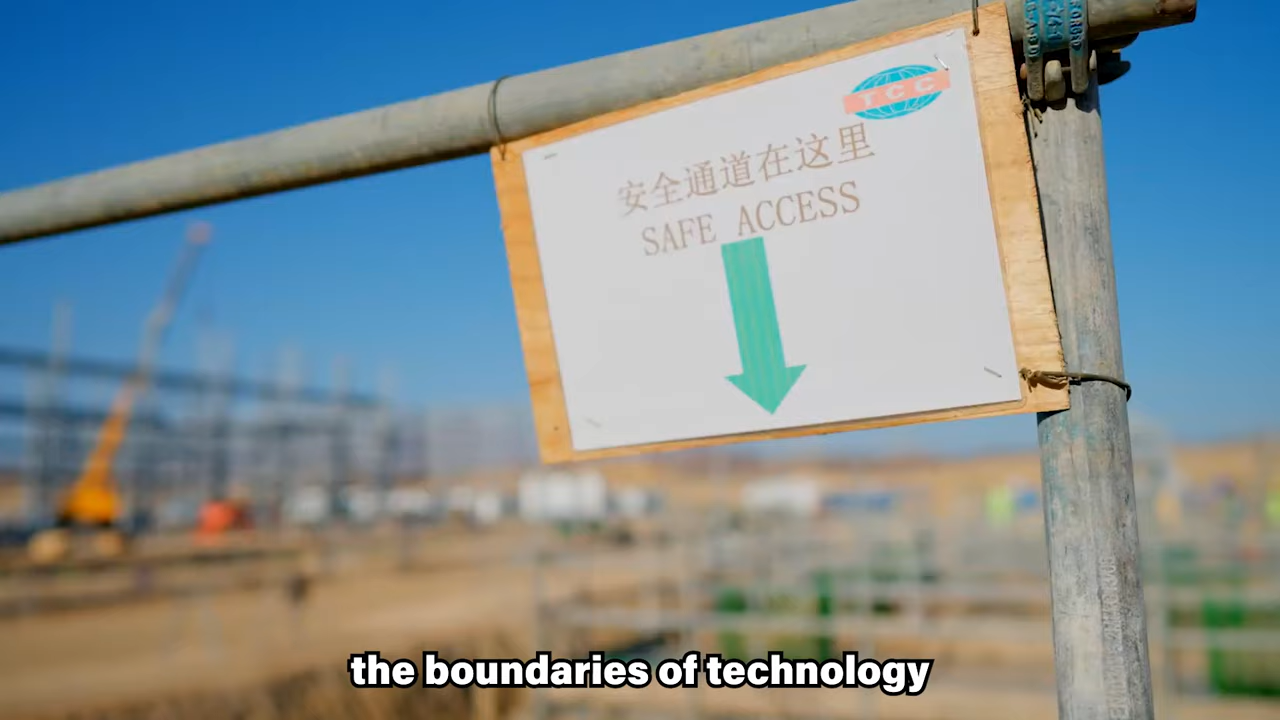 TCC
安全通道在这里
SAFE ACCESS
the boundaries of technology